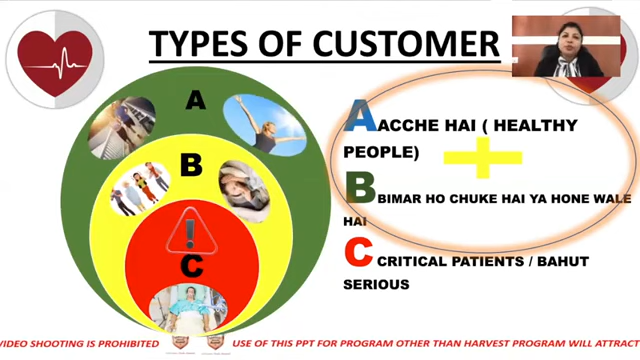 TYPES OF CUSTOMER
A
B
C
AACCHE HAI ( HEALTHY
PEOPLE)
BBIMAR HO CHUKE HAI YA HONE WALE
HAI
C CRITICAL PATIENTS / BAHUT
SERIOUS
VIDEO SHOOTING IS PROHIBITED USE OF THIS PPT FOR PROGRAM OTHER THAN HARVEST PROGRAM WILL ATTRACT